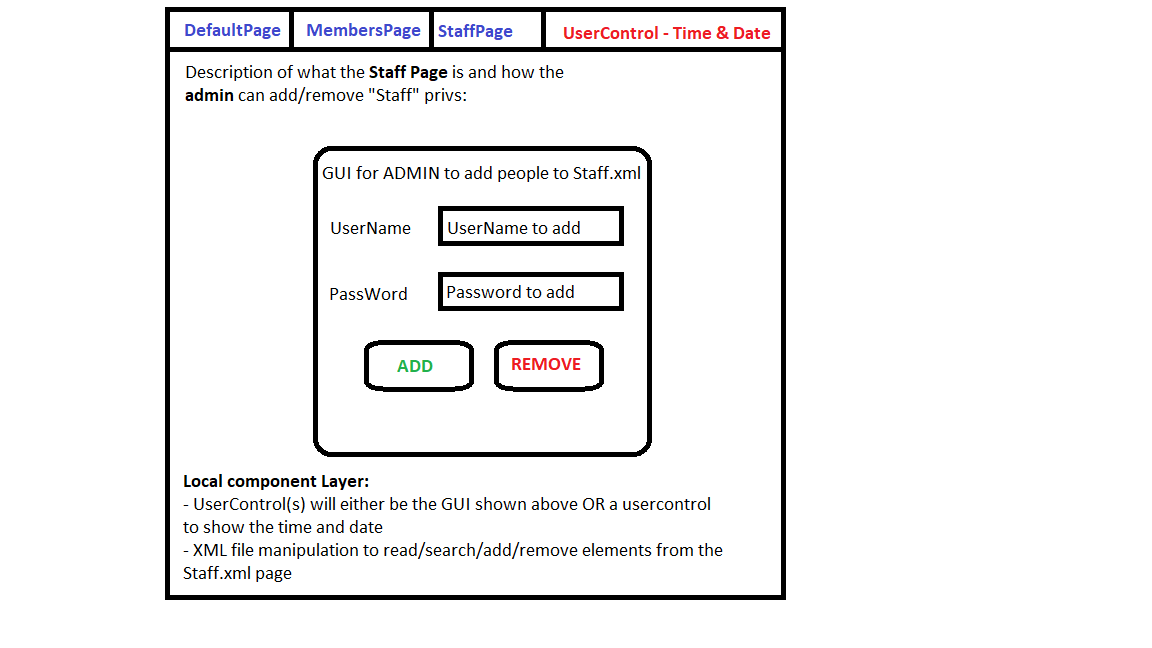 DefaultPage MembersPage StaffPage UserControl - Time & Date
Description of what the Staff Page is and how the
admin can add/remove "Staff" privs:
GUI for ADMIN to add people to Staff.xml
UserName UserName to add
PassWord Password to add
ADD REMOVE
Local component Layer:
- UserControl(s) will either be the GUI shown above OR a usercontrol
to show the time and date
- XML file manipulation to read/search/add/remove elements from the
Staff.xml page